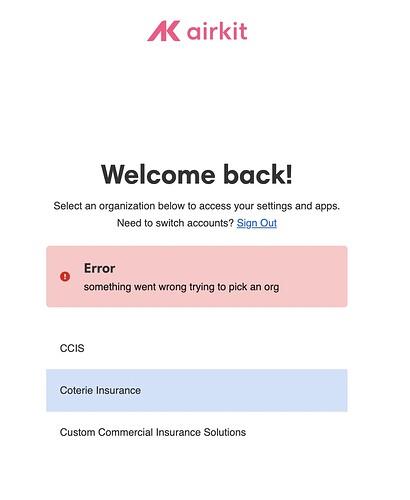 airkit
Welcome back!
Select an organization below to access your settings and apps.
Need to switch accounts? Sign Out
Error
something went wrong trying to pick an org
CCIS
Coterie Insurance
Custom Commercial Insurance Solutions